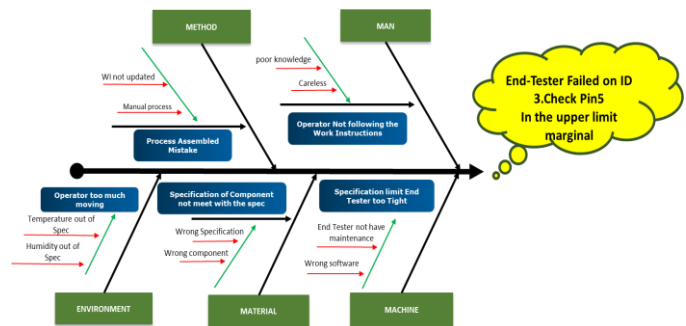 METHOD
MAN
WI not updated
Manual process
Process Assembled
Mistake
poor knowledge
Careless
Operator Not following the
Work Instructions
End-Tester Failed on ID
3.Check Pin5
In the upper limit
marginal
Operator too much
moving
Temperature out of
Spec
Humidity out of
Spec
Specification of Component
not meet with the spec
Wrong Specification
Wrong component
Specification limit End
Tester too Tight
End Tester not have
maintenance
Wrong software
ENVIRONMENT
MATERIAL
MACHINE